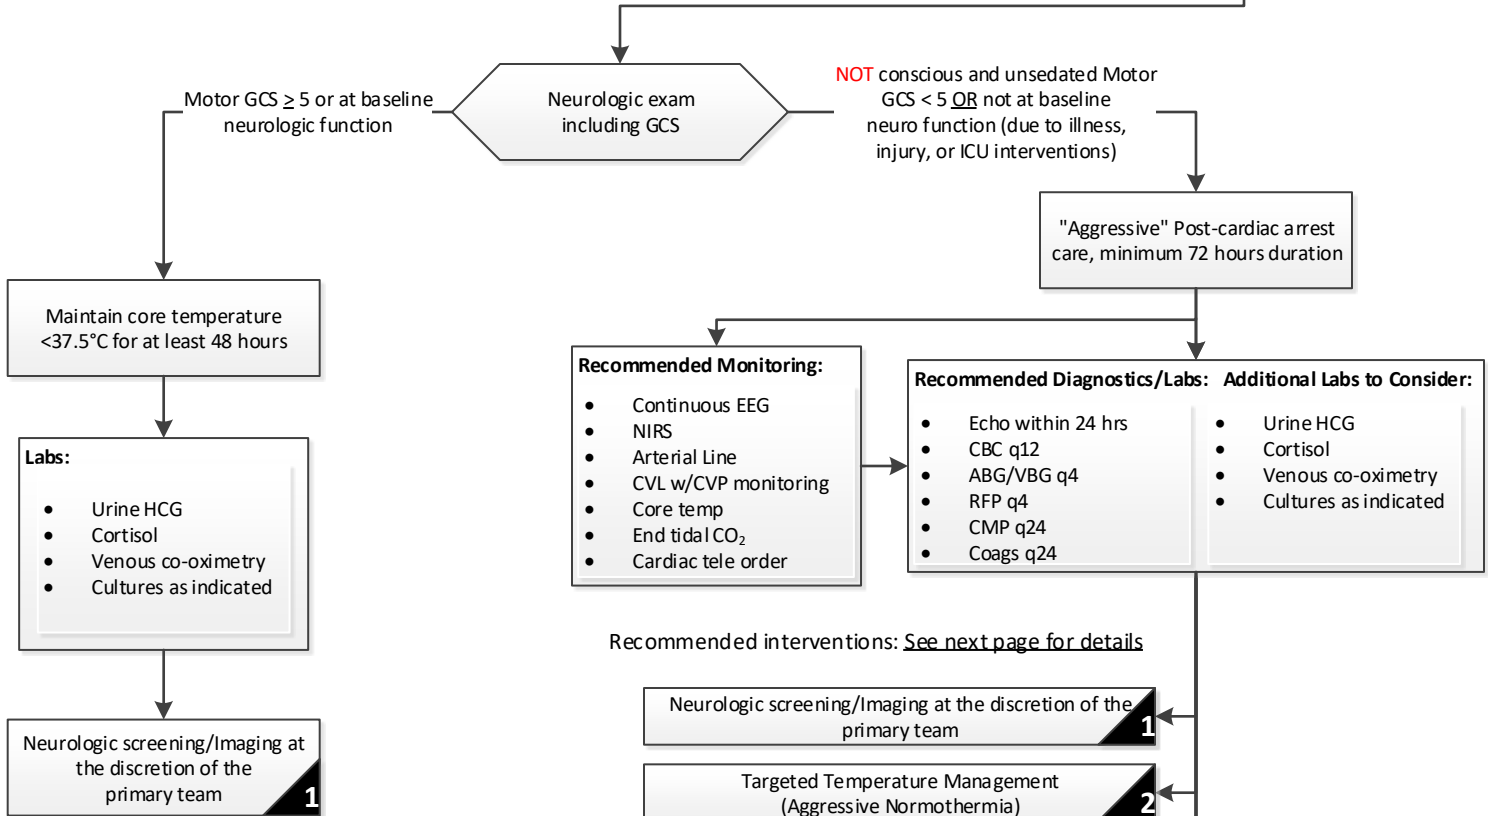 Neurologic exam
including GCS
Motor GCS ≥ 5 or at baseline
neurologic function
Maintain core temperature
<37.5°C for at least 48 hours
Labs:
• Urine HCG
• Cortisol
• Venous co-oximetry
• Cultures as indicated
Neurologic screening/Imaging at
the discretion of the
primary team
1
NOT conscious and unsedated Motor
GCS < 5 OR not at baseline
neuro function (due to illness,
injury, or ICU interventions)
"Aggressive" Post-cardiac arrest
care, minimum 72 hours duration
Recommended Monitoring:
• Continuous EEG
• NIRS
• Arterial Line
• CVL w/CVP monitoring
• Core temp
• End tidal CO₂
• Cardiac tele order
Recommended Diagnostics/Labs:
• Echo within 24 hrs
• CBC q12
• ABG/VBG q4
• RFP q4
• CMP q24
• Coags q24
Additional Labs to Consider:
• Urine HCG
• Cortisol
• Venous co-oximetry
• Cultures as indicated
Recommended interventions: See next page for details
Neurologic screening/Imaging at the discretion of the
primary team
1
Targeted Temperature Management
(Aggressive Normothermia)
2